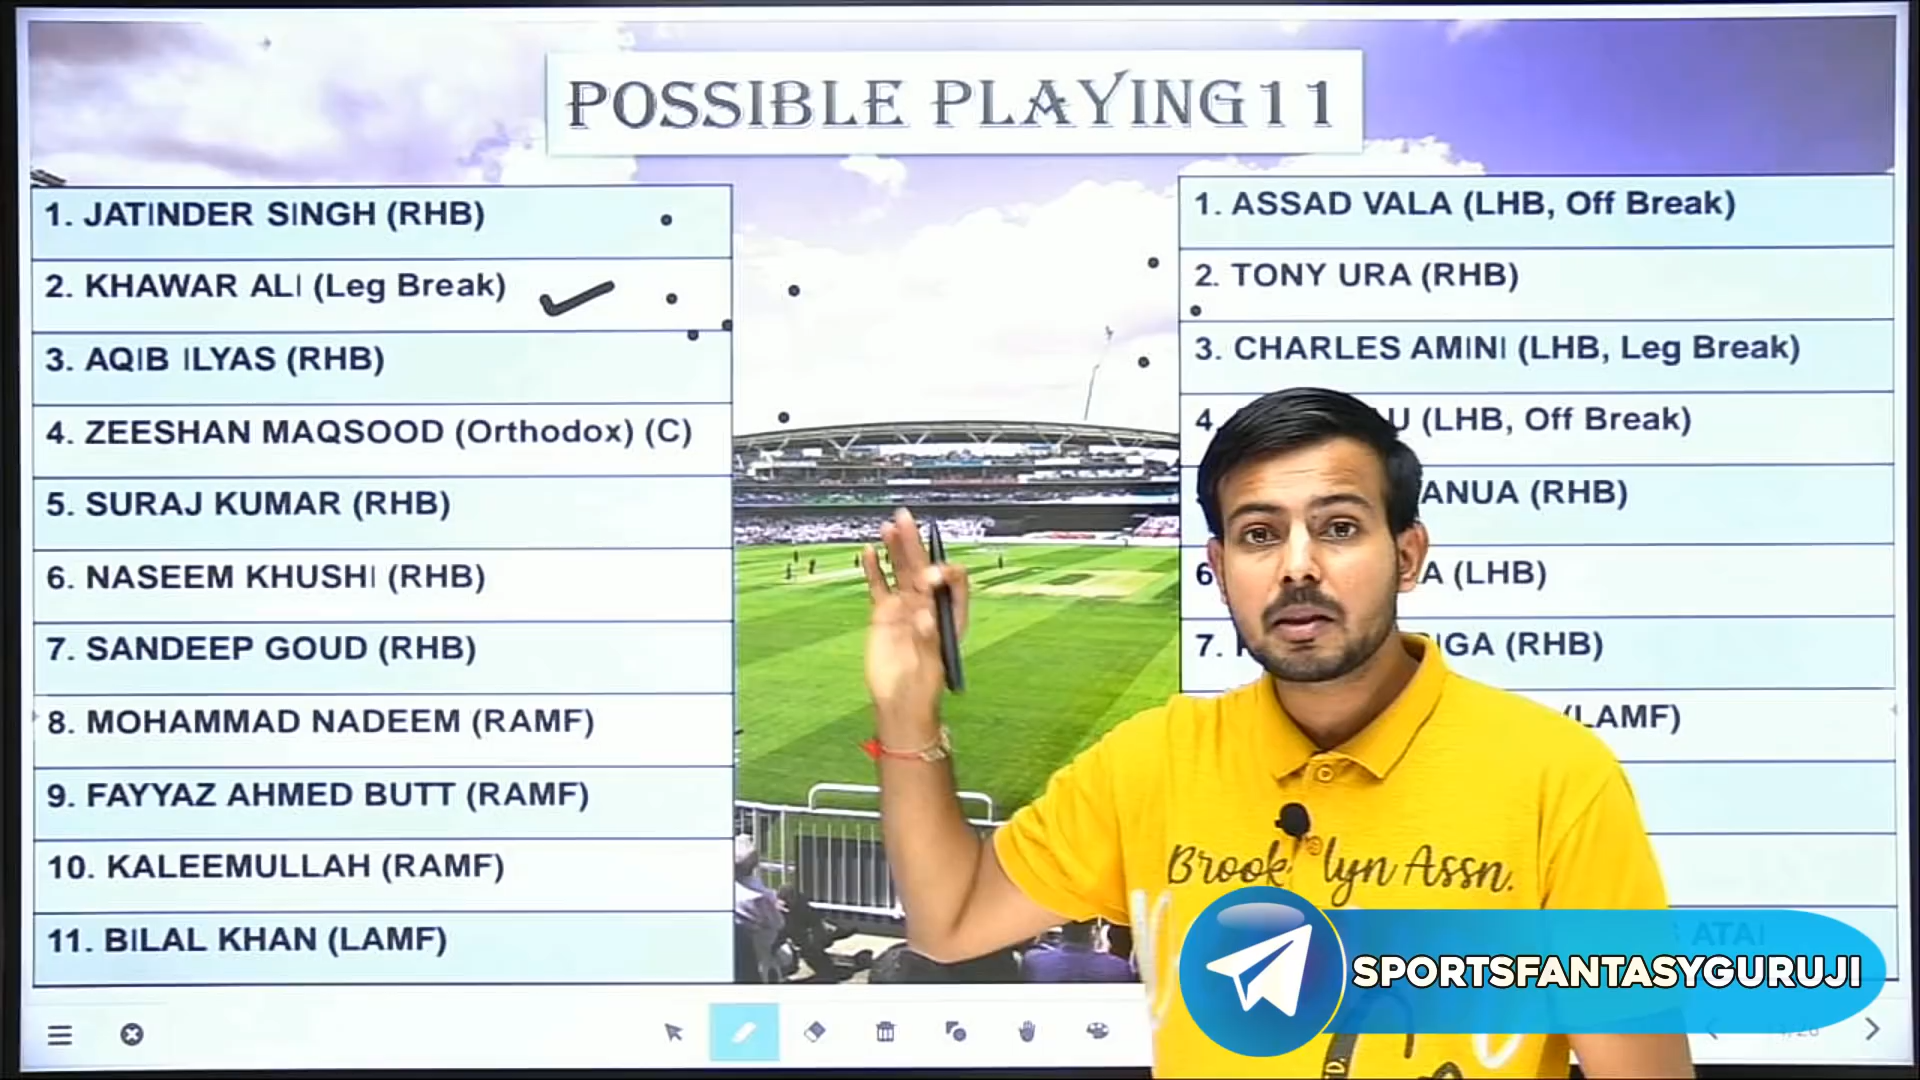 POSSIBLE PLAYING11
1. JATINDER SINGH (RHB)
2. KHAWAR ALI (Leg Break)
3. AQIB ILYAS (RHB)
4. ZEESHAN MAQSOOD (Orthodox) (C)
5. SURAJ KUMAR (RHB)
6. NASEEM KHUSHI (RHB)
7. SANDEEP GOUD (RHB)
8. MOHAMMAD NADEEM (RAMF)
9. FAYYAZ AHMED BUTT (RAMF)
10. KALEEMULLAH (RAMF)
11. BILAL KHAN (LAMF)
1. ASSAD VALA (LHB, Off Break)
2. TONY URA (RHB)
3. CHARLES AMINI (LHB, Leg Break)
4. (LHB, Off Break)
(RHB)
6 (LHB)
7. (RHB)
(LAMF)
Brooklyn Assn.
SPORTSFANTASYGURUJI